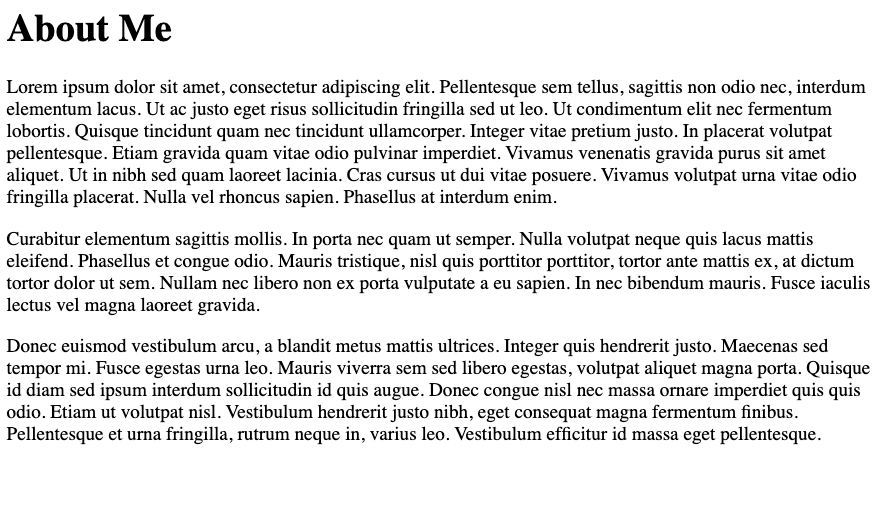 About Me
Lorem ipsum dolor sit amet, consectetur adipiscing elit. Pellentesque sem tellus, sagittis non odio nec, interdum
elementum lacus. Ut ac justo eget risus sollicitudin fringilla sed ut leo. Ut condimentum elit nec fermentum
lobortis. Quisque tincidunt quam nec tincidunt ullamcorper. Integer vitae pretium justo. In placerat volutpat
pellentesque. Etiam gravida quam vitae odio pulvinar imperdiet. Vivamus venenatis gravida purus sit amet
aliquet. Ut in nibh sed quam laoreet lacinia. Cras cursus ut dui vitae posuere. Vivamus volutpat urna vitae odio
fringilla placerat. Nulla vel rhoncus sapien. Phasellus at interdum enim.
Curabitur elementum sagittis mollis. In porta nec quam ut semper. Nulla volutpat neque quis lacus mattis
eleifend. Phasellus et congue odio. Mauris tristique, nisl quis porttitor porttitor, tortor ante mattis ex, at dictum
tortor dolor ut sem. Nullam nec libero non ex porta vulputate a eu sapien. In nec bibendum mauris. Fusce iaculis
lectus vel magna laoreet gravida.
Donec euismod vestibulum arcu, a blandit metus mattis ultrices. Integer quis hendrerit justo. Maecenas sed
tempor mi. Fusce egestas urna leo. Mauris viverra sem sed libero egestas, volutpat aliquet magna porta. Quisque
id diam sed ipsum interdum sollicitudin id quis augue. Donec congue nisl nec massa ornare imperdiet quis quis
odio. Etiam ut volutpat nisl. Vestibulum hendrerit justo nibh, eget consequat magna fermentum finibus.
Pellentesque et urna fringilla, rutrum neque in, varius leo. Vestibulum efficitur id massa eget pellentesque.